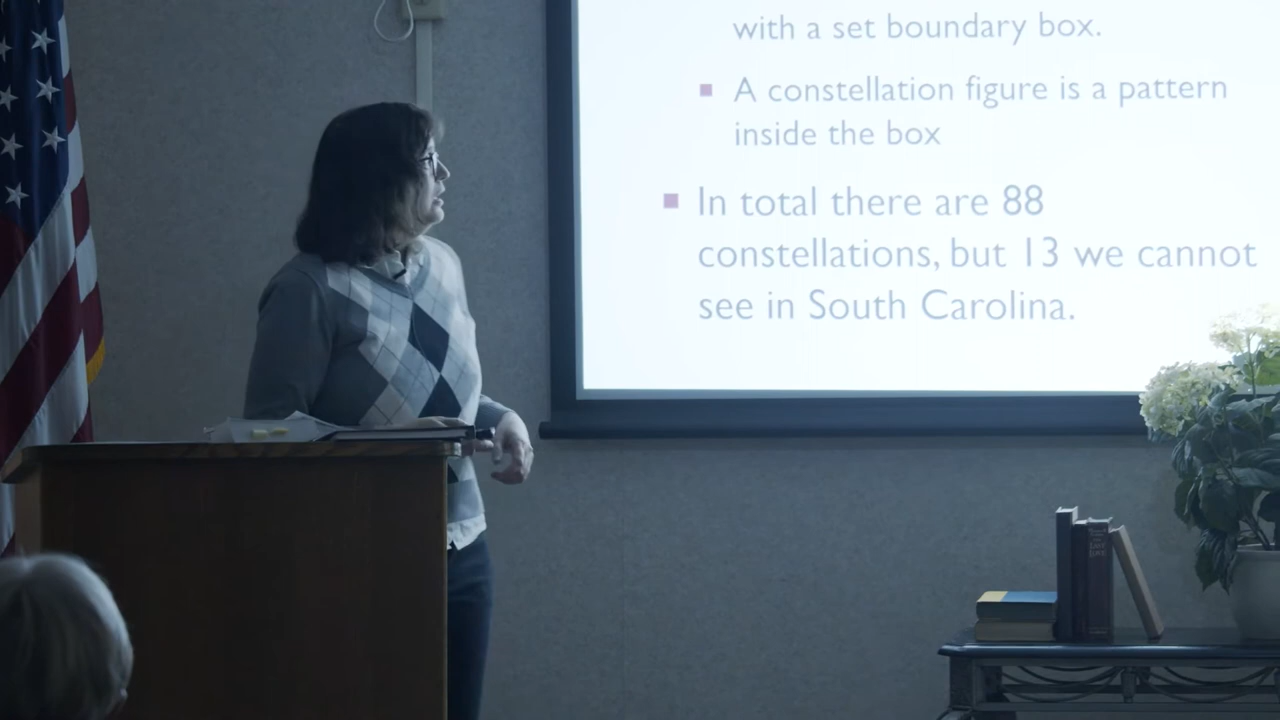 with a set boundary box.
A constellation figure is a pattern
inside the box
In total there are 88
constellations, but 13 we cannot
see in South Carolina.